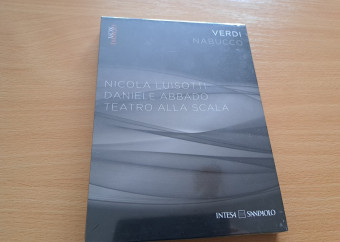 VERDI
NABUCCO
NICOLA LUISOTTI
DANIELE ABBADO
TEATRO ALLA SCALA
INTESA SANPAOLO